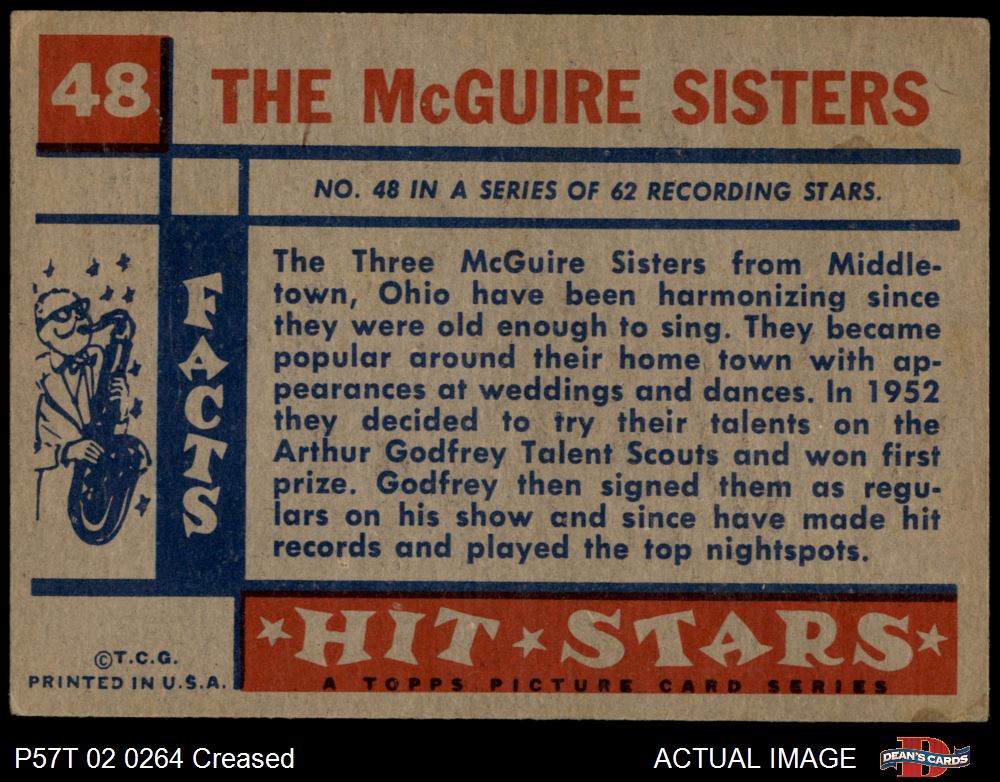 48
THE McGUIRE SISTERS
NO. 48 IN A SERIES OF 62 RECORDING STARS.
FACTS
The Three McGuire Sisters from Middle-
town, Ohio have been harmonizing since
they were old enough to sing. They became
popular around their home town with ap-
pearances at weddings and dances. In 1952
they decided to try their talents on the
Arthur Godfrey Talent Scouts and won first
prize. Godfrey then signed them as regu-
lars on his show and since have made hit
records and played the top nightspots.
HIT STARS
A TOPPS PICTURE CARD SERIES
©T.C.G.
PRINTED IN U.S.A.
P57T 02 0264 Creased
ACTUAL IMAGE
D
DEAN'S CARDS